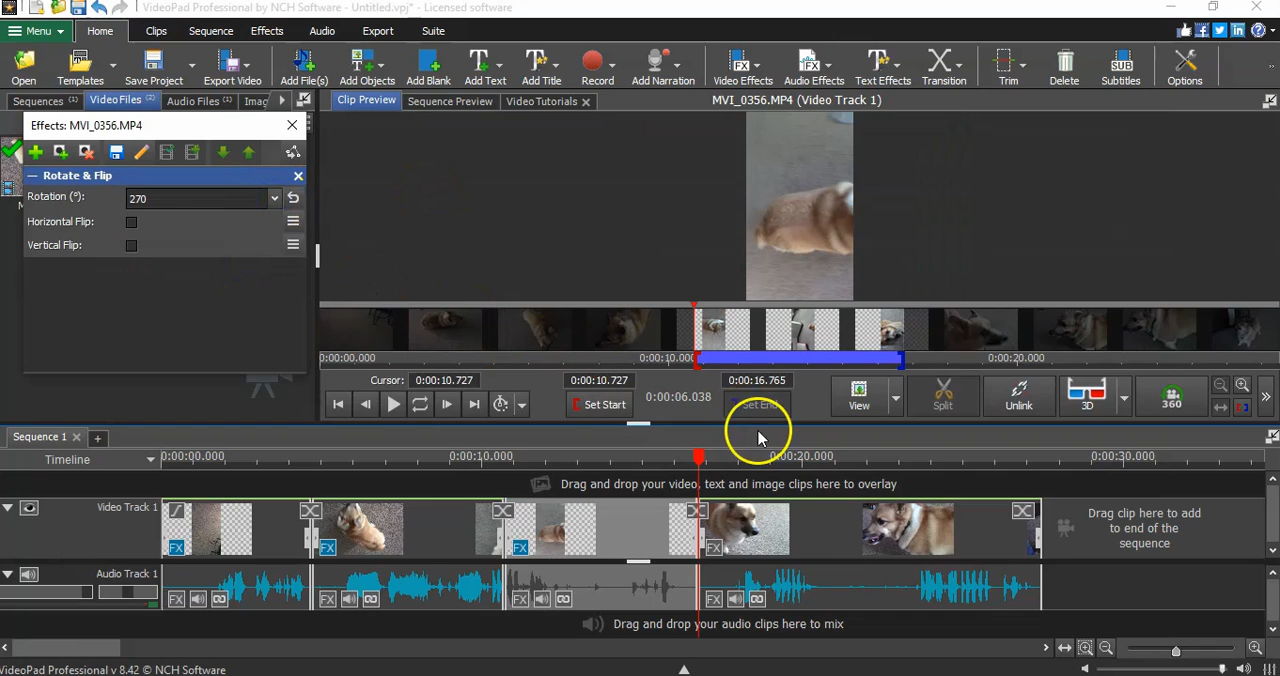 VideoPad Professional by NCH Software - Untitled.vpj* - Licensed software
Menu Home Clips Sequence Effects Audio Export Suite
Open Templates Save Project Export Video Add File(s) Add Objects Add Blank Add Text Add Title Record Add Narration Video Effects Audio Effects Text Effects Transition Trim Delete Subtitles Options
Sequences (1) Video Files (2) Audio Files (1) Imag Clip Preview Sequence Preview Video Tutorials MVI_0356.MP4 (Video Track 1)
Effects: MVI_0356.MP4
Rotate & Flip
Rotation (°): 270
Horizontal Flip:
Vertical Flip:
0:00:00.000 0:00:10.000 0:00:20.000
Cursor: 0:00:10.727 0:00:10.727 0:00:16.765
Set Start 0:00:06.038 Set End View Split Unlink 3D 360
Sequence 1
Timeline 0:00:00.000 0:00:10.000 0:00:20.000 0:00:30.000
Drag and drop your video, text and image clips here to overlay
Video Track 1
FX FX FX FX
Drag clip here to add
to end of the
sequence
Audio Track 1
FX FX FX FX
Drag and drop your audio clips here to mix
VideoPad Professional v 8.42 © NCH Software